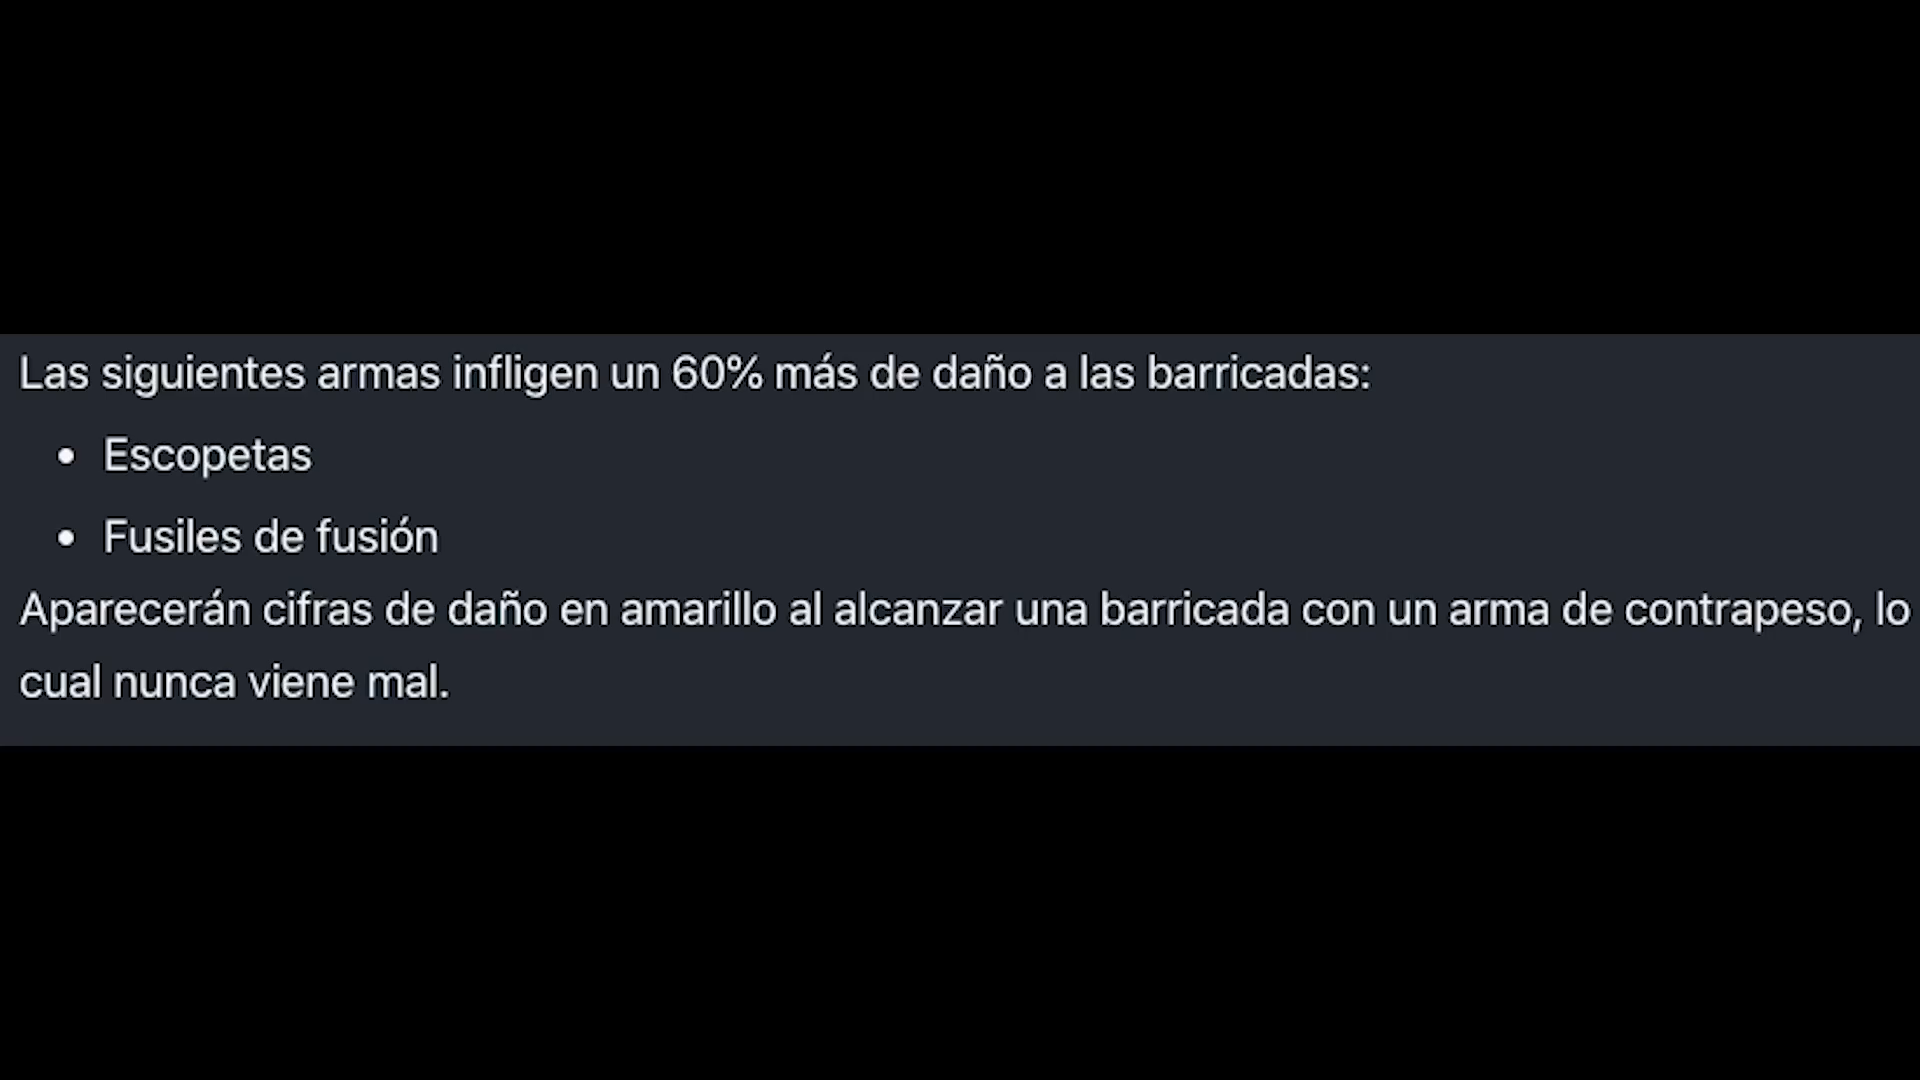 Las siguientes armas infligen un 60% más de daño a las barricadas:
• Escopetas
• Fusiles de fusión
Aparecerán cifras de daño en amarillo al alcanzar una barricada con un arma de contrapeso, lo
cual nunca viene mal.